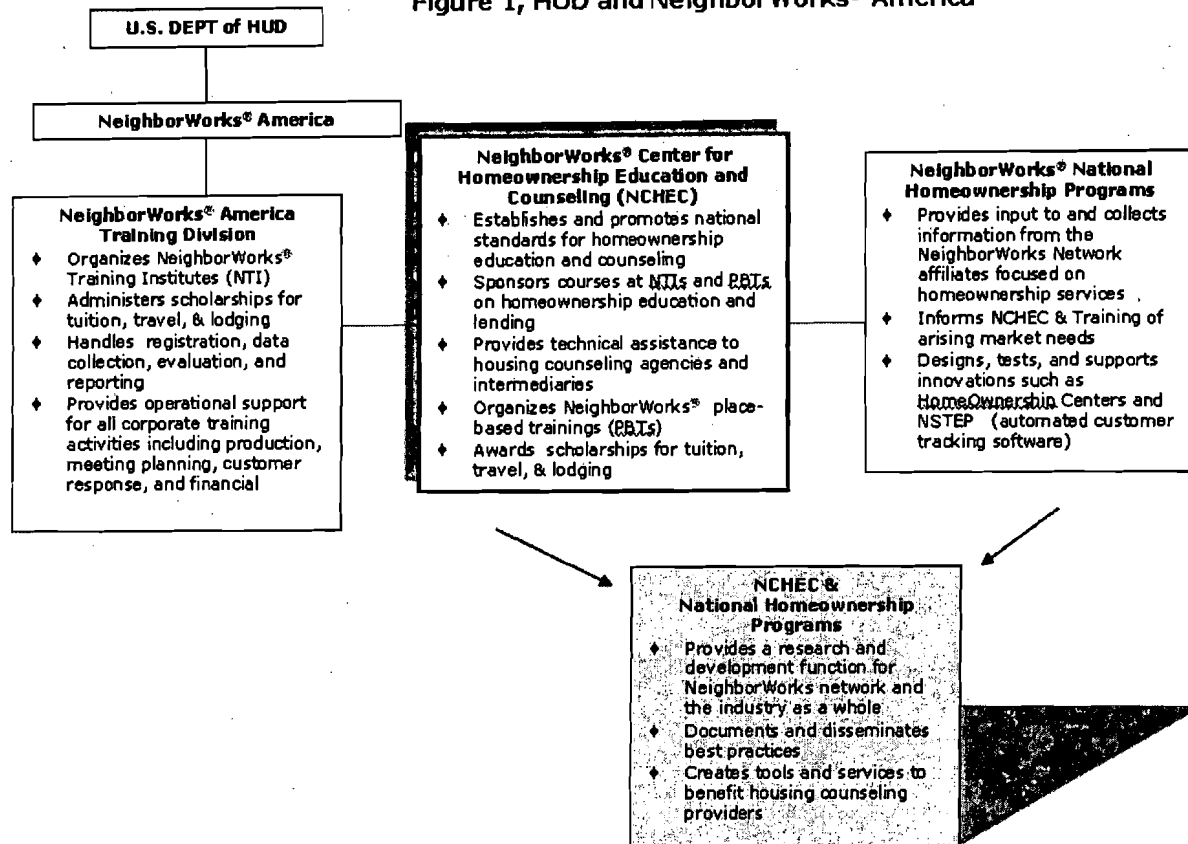 Figure 1, HUD and NeighborWorks® America
U.S. DEPT of HUD
NeighborWorks® America
NeighborWorks® America
Training Division
♦ Organizes NeighborWorks®
Training Institutes (NTI)
♦ Administers scholarships for
tuition, travel, & lodging
♦ Handles registration, data
collection, evaluation, and
reporting
♦ Provides operational support
for all corporate training
activities including production,
meeting planning, customer
response, and financial
NeighborWorks® Center for
Homeownership Education and
Counseling (NCHEC)
♦ Establishes and promotes national
standards for homeownership
education and counseling
♦ Sponsors courses at NTIs and PBTs
on homeownership education and
lending
♦ Provides technical assistance to
housing counseling agencies and
intermediaries
♦ Organizes NeighborWorks® place-
based trainings (PBTs)
♦ Awards scholarships for tuition,
travel, & lodging
NeighborWorks® National
Homeownership Programs
♦ Provides input to and collects
information from the
NeighborWorks Network
affiliates focused on
homeownership services
♦ Informs NCHEC & Training of
arising market needs
♦ Designs, tests, and supports
innovations such as
HomeOwnership Centers and
NSTEP (automated customer
tracking software)
NCHEC &
National Homeownership
Programs
♦ Provides a research and
development function for
NeighborWorks network and
the industry as a whole
♦ Documents and disseminates
best practices
♦ Creates tools and services to
benefit housing counseling
providers